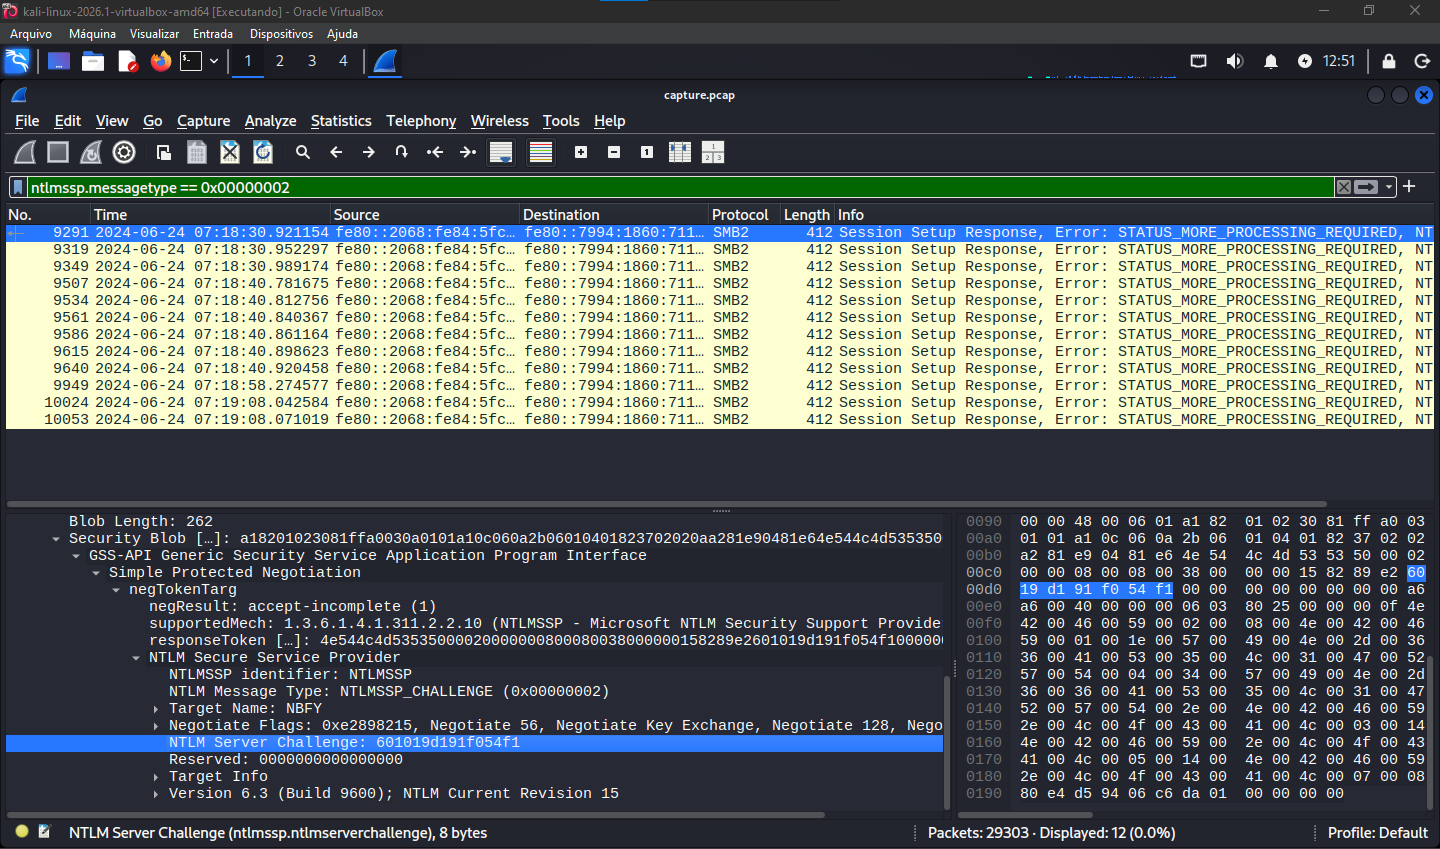 kali-linux-2026.1-virtualbox-amd64 [Executando] - Oracle VirtualBox
Arquivo Máquina Visualizar Entrada Dispositivos Ajuda
1 2 3 4 12:51
capture.pcap
File Edit View Go Capture Analyze Statistics Telephony Wireless Tools Help
ntlmssp.messagetype == 0x00000002
No. Time Source Destination Protocol Length Info
9291 2024-06-24 07:18:30.921154 fe80::2068:fe84:5fc… fe80::7994:1860:711… SMB2 412 Session Setup Response, Error: STATUS_MORE_PROCESSING_REQUIRED, NT
9319 2024-06-24 07:18:30.952297 fe80::2068:fe84:5fc… fe80::7994:1860:711… SMB2 412 Session Setup Response, Error: STATUS_MORE_PROCESSING_REQUIRED, NT
9349 2024-06-24 07:18:30.989174 fe80::2068:fe84:5fc… fe80::7994:1860:711… SMB2 412 Session Setup Response, Error: STATUS_MORE_PROCESSING_REQUIRED, NT
9507 2024-06-24 07:18:40.781675 fe80::2068:fe84:5fc… fe80::7994:1860:711… SMB2 412 Session Setup Response, Error: STATUS_MORE_PROCESSING_REQUIRED, NT
9534 2024-06-24 07:18:40.812756 fe80::2068:fe84:5fc… fe80::7994:1860:711… SMB2 412 Session Setup Response, Error: STATUS_MORE_PROCESSING_REQUIRED, NT
9561 2024-06-24 07:18:40.840367 fe80::2068:fe84:5fc… fe80::7994:1860:711… SMB2 412 Session Setup Response, Error: STATUS_MORE_PROCESSING_REQUIRED, NT
9586 2024-06-24 07:18:40.861164 fe80::2068:fe84:5fc… fe80::7994:1860:711… SMB2 412 Session Setup Response, Error: STATUS_MORE_PROCESSING_REQUIRED, NT
9615 2024-06-24 07:18:40.898623 fe80::2068:fe84:5fc… fe80::7994:1860:711… SMB2 412 Session Setup Response, Error: STATUS_MORE_PROCESSING_REQUIRED, NT
9640 2024-06-24 07:18:40.920458 fe80::2068:fe84:5fc… fe80::7994:1860:711… SMB2 412 Session Setup Response, Error: STATUS_MORE_PROCESSING_REQUIRED, NT
9949 2024-06-24 07:18:58.274577 fe80::2068:fe84:5fc… fe80::7994:1860:711… SMB2 412 Session Setup Response, Error: STATUS_MORE_PROCESSING_REQUIRED, NT
10024 2024-06-24 07:19:08.042584 fe80::2068:fe84:5fc… fe80::7994:1860:711… SMB2 412 Session Setup Response, Error: STATUS_MORE_PROCESSING_REQUIRED, NT
10053 2024-06-24 07:19:08.071019 fe80::2068:fe84:5fc… fe80::7994:1860:711… SMB2 412 Session Setup Response, Error: STATUS_MORE_PROCESSING_REQUIRED, NT
Blob Length: 262
Security Blob […]: a18201023081ffa0030a0101a10c060a2b06010401823702020aa281e90481e64e544c4d535350
GSS-API Generic Security Service Application Program Interface
Simple Protected Negotiation
negTokenTarg
negResult: accept-incomplete (1)
supportedMech: 1.3.6.1.4.1.311.2.2.10 (NTLMSSP - Microsoft NTLM Security Support Provide
responseToken […]: 4e544c4d53535000020000000800080038000000158289e2601019d191f054f1000000
NTLM Secure Service Provider
NTLMSSP identifier: NTLMSSP
NTLM Message Type: NTLMSSP_CHALLENGE (0x00000002)
Target Name: NBFY
Negotiate Flags: 0xe2898215, Negotiate 56, Negotiate Key Exchange, Negotiate 128, Nego
NTLM Server Challenge: 601019d191f054f1
Reserved: 0000000000000000
Target Info
Version 6.3 (Build 9600); NTLM Current Revision 15
0090 00 00 48 00 06 01 a1 82 01 02 30 81 ff a0 03
00a0 01 01 a1 0c 06 0a 2b 06 01 04 01 82 37 02 02
00b0 a2 81 e9 04 81 e6 4e 54 4c 4d 53 53 50 00 02
00c0 00 00 08 00 08 00 38 00 00 00 15 82 89 e2 60
00d0 19 d1 91 f0 54 f1 00 00 00 00 00 00 00 00 a6
00e0 a6 00 40 00 00 00 06 03 80 25 00 00 00 0f 4e
00f0 42 00 46 00 59 00 02 00 08 00 4e 00 42 00 46
0100 59 00 01 00 1e 00 57 00 49 00 4e 00 2d 00 36
0110 36 00 41 00 53 00 35 00 4c 00 31 00 47 00 52
0120 57 00 54 00 04 00 34 00 57 00 49 00 4e 00 2d
0130 36 00 36 00 41 00 53 00 35 00 4c 00 31 00 47
0140 52 00 57 00 54 00 2e 00 4e 00 42 00 46 00 59
0150 2e 00 4c 00 4f 00 43 00 41 00 4c 00 03 00 14
0160 4e 00 42 00 46 00 59 00 2e 00 4c 00 4f 00 43
0170 41 00 4c 00 05 00 14 00 4e 00 42 00 46 00 59
0180 2e 00 4c 00 4f 00 43 00 41 00 4c 00 07 00 08
0190 80 e4 d5 94 06 c6 da 01 00 00 00 00
NTLM Server Challenge (ntlmssp.ntlmserverchallenge), 8 bytes
Packets: 29303 · Displayed: 12 (0.0%)
Profile: Default